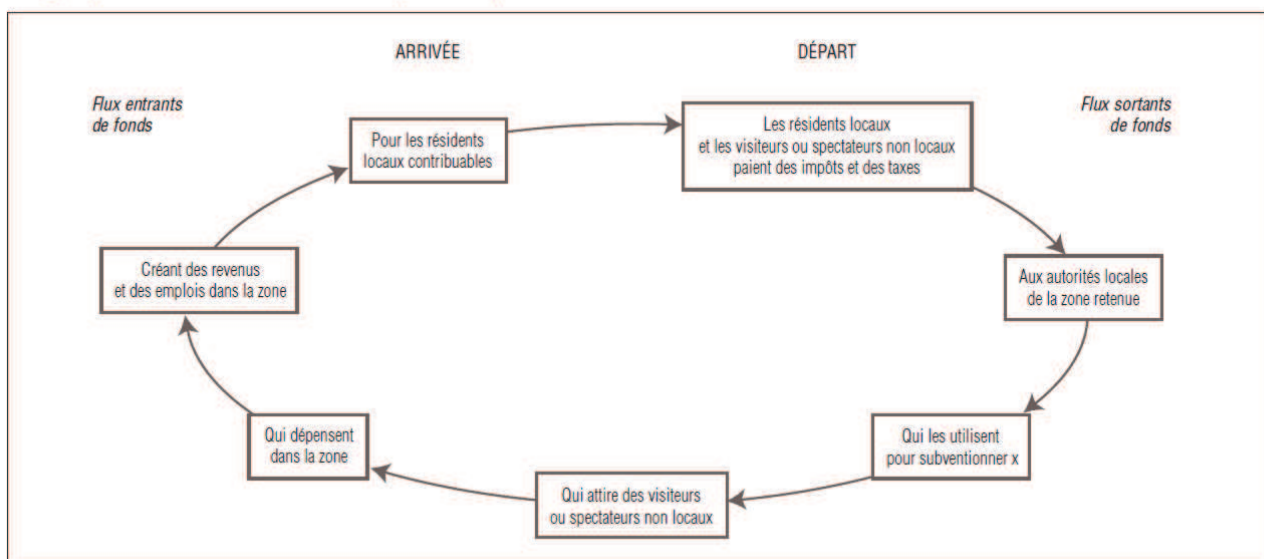 ARRIVÉE
DÉPART
Flux entrants
de fonds
Flux sortants
de fonds
Pour les résidents
locaux contribuables
Les résidents locaux
et les visiteurs ou spectateurs non locaux
paient des impôts et des taxes
Créant des revenus
et des emplois dans la zone
Aux autorités locales
de la zone retenue
Qui dépensent
dans la zone
Qui les utilisent
pour subventionner x
Qui attire des visiteurs
ou spectateurs non locaux